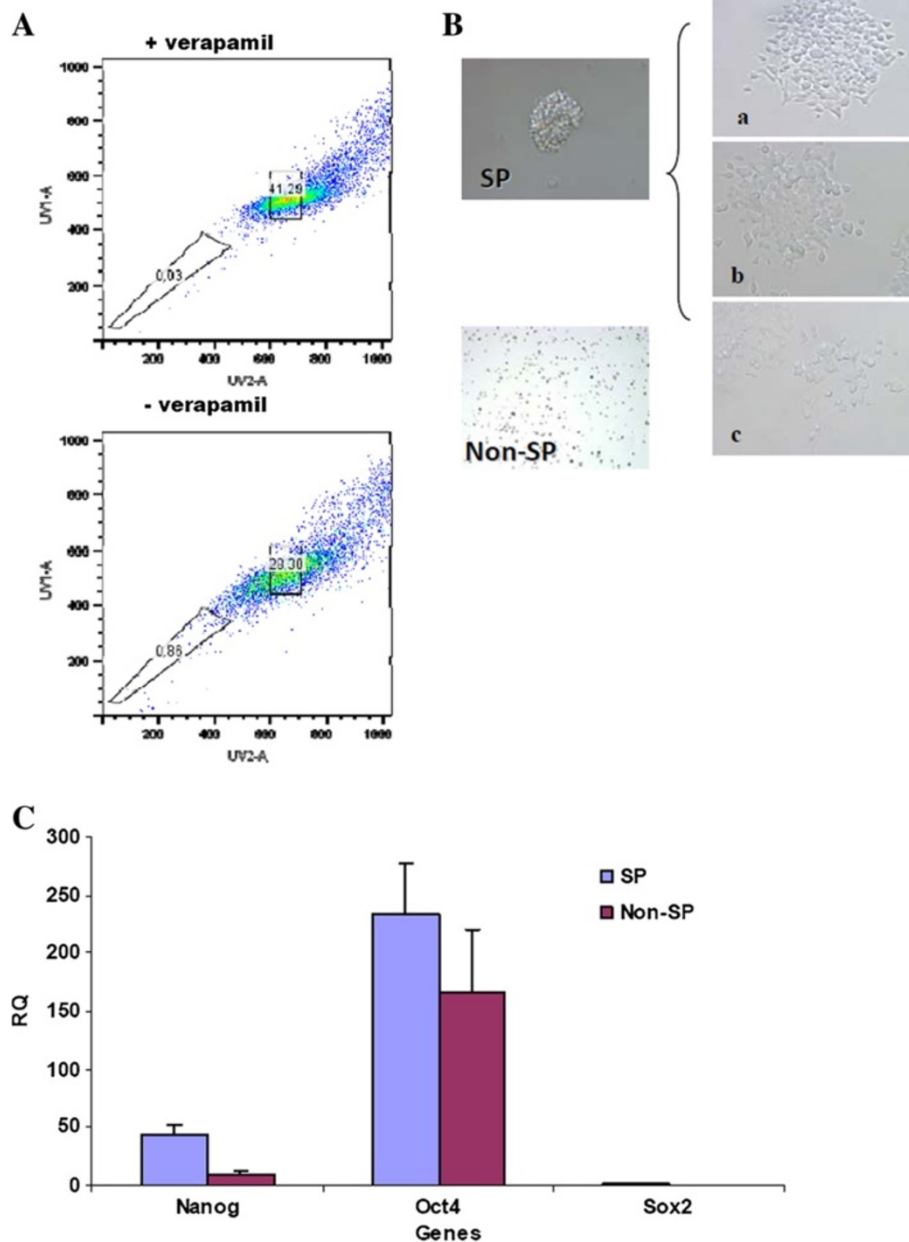 A
+ verapamil
1000
800
600
400
200
UV1-A
41.29
0.03
200 400 600 800 1000
UV2-A
- verapamil
1000
800
600
400
200
UV1-A
28.30
0.86
200 400 600 800 1000
UV2-A
B
SP
Non-SP
a
b
c
C
300
250
200
150
100
50
0
RQ
SP
Non-SP
Nanog Oct4 Sox2
Genes